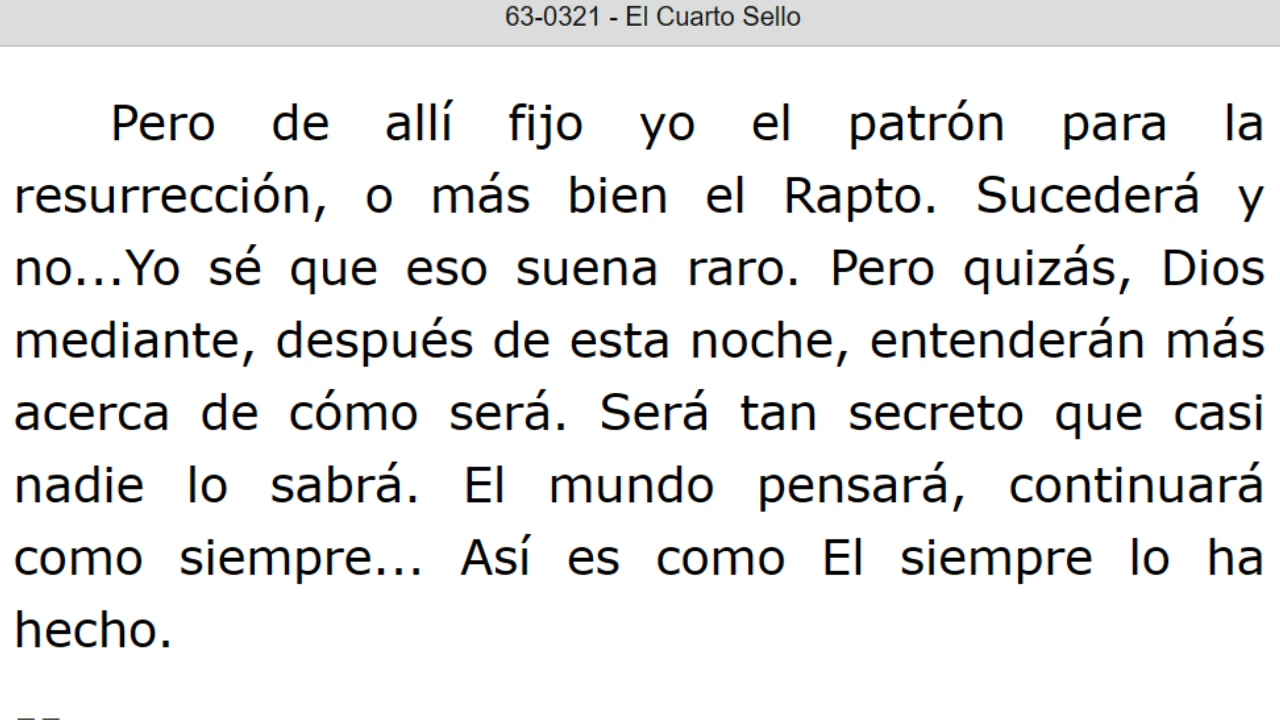 63-0321 - El Cuarto Sello
Pero de allí fijo yo el patrón para la
resurrección, o más bien el Rapto. Sucederá y
no...Yo sé que eso suena raro. Pero quizás, Dios
mediante, después de esta noche, entenderán más
acerca de cómo será. Será tan secreto que casi
nadie lo sabrá. El mundo pensará, continuará
como siempre... Así es como El siempre lo ha
hecho.